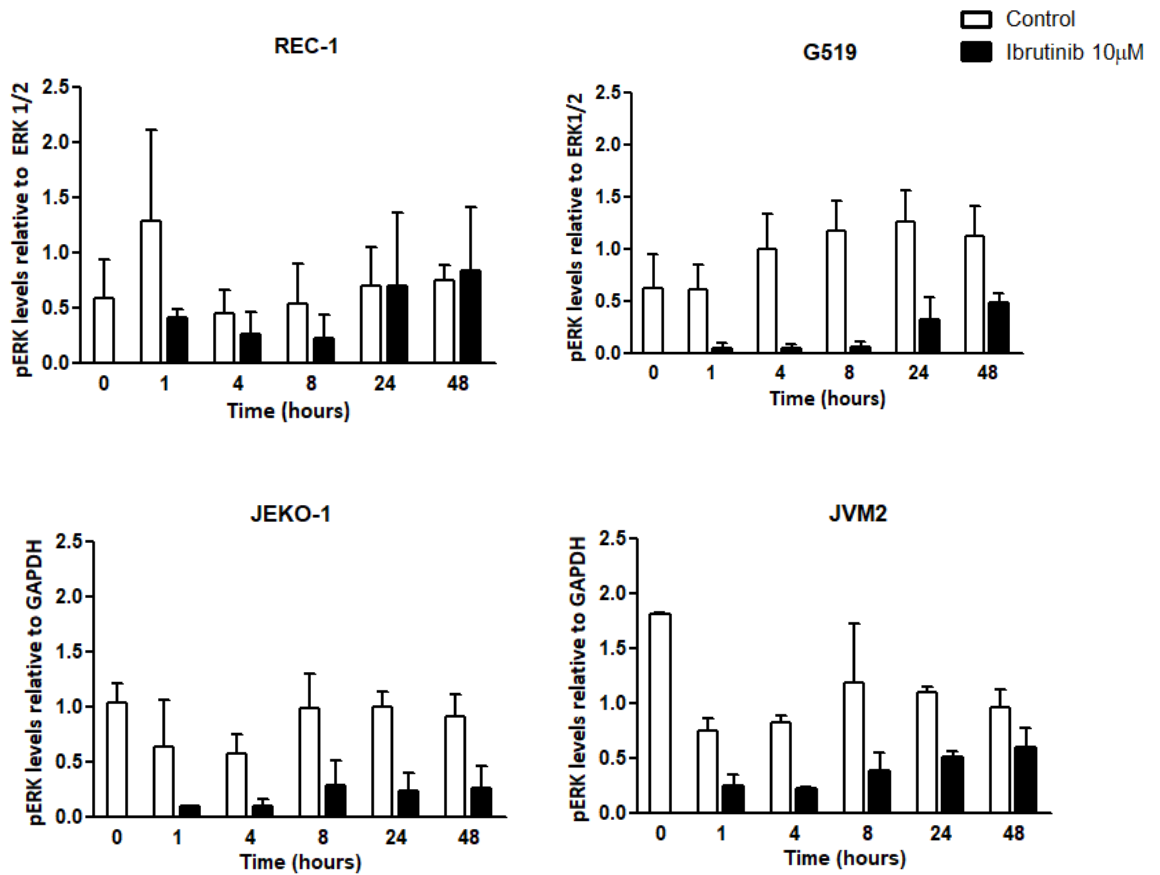 Control
Ibrutinib 10μM
REC-1
pERK levels relative to ERK 1/2
2.5
2.0
1.5
1.0
0.5
0.0
0 1 4 8 24 48
Time (hours)
G519
pERK levels relative to ERK1/2
2.5
2.0
1.5
1.0
0.5
0.0
0 1 4 8 24 48
Time (hours)
JEKO-1
pERK levels relative to GAPDH
2.5
2.0
1.5
1.0
0.5
0.0
0 1 4 8 24 48
Time (hours)
JVM2
pERK levels relative to GAPDH
2.5
2.0
1.5
1.0
0.5
0.0
0 1 4 8 24 48
Time (hours)